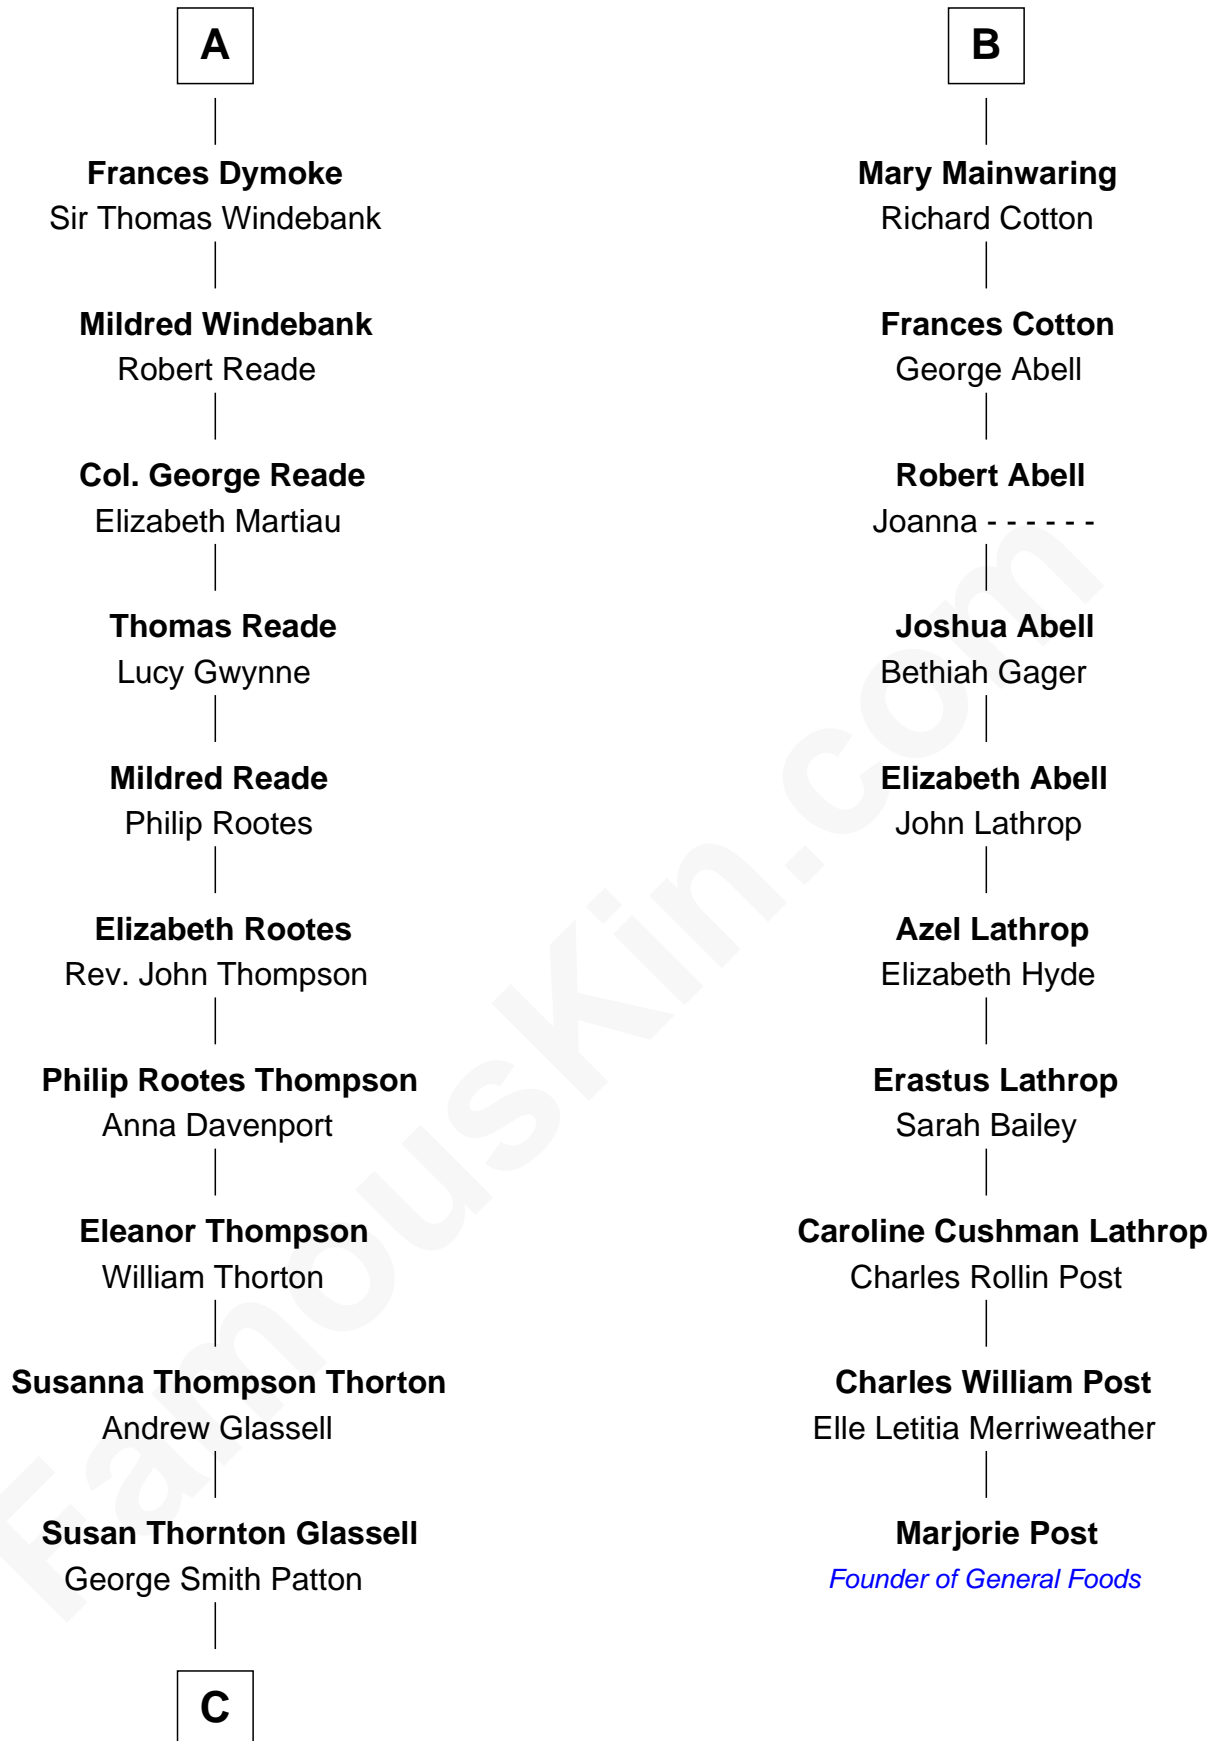 A
Frances Dymoke
Sir Thomas Windebank
Mildred Windebank
Robert Reade
Col. George Reade
Elizabeth Martiau
Thomas Reade
Lucy Gwynne
Mildred Reade
Philip Rootes
Elizabeth Rootes
Rev. John Thompson
Philip Rootes Thompson
Anna Davenport
Eleanor Thompson
William Thorton
Susanna Thompson Thorton
Andrew Glassell
Susan Thornton Glassell
George Smith Patton
C
B
Mary Mainwaring
Richard Cotton
Frances Cotton
George Abell
Robert Abell
Joanna - - - - - -
Joshua Abell
Bethiah Gager
Elizabeth Abell
John Lathrop
Azel Lathrop
Elizabeth Hyde
Erastus Lathrop
Sarah Bailey
Caroline Cushman Lathrop
Charles Rollin Post
Charles William Post
Elle Letitia Merriweather
Marjorie Post
Founder of General Foods
FamousKin.com